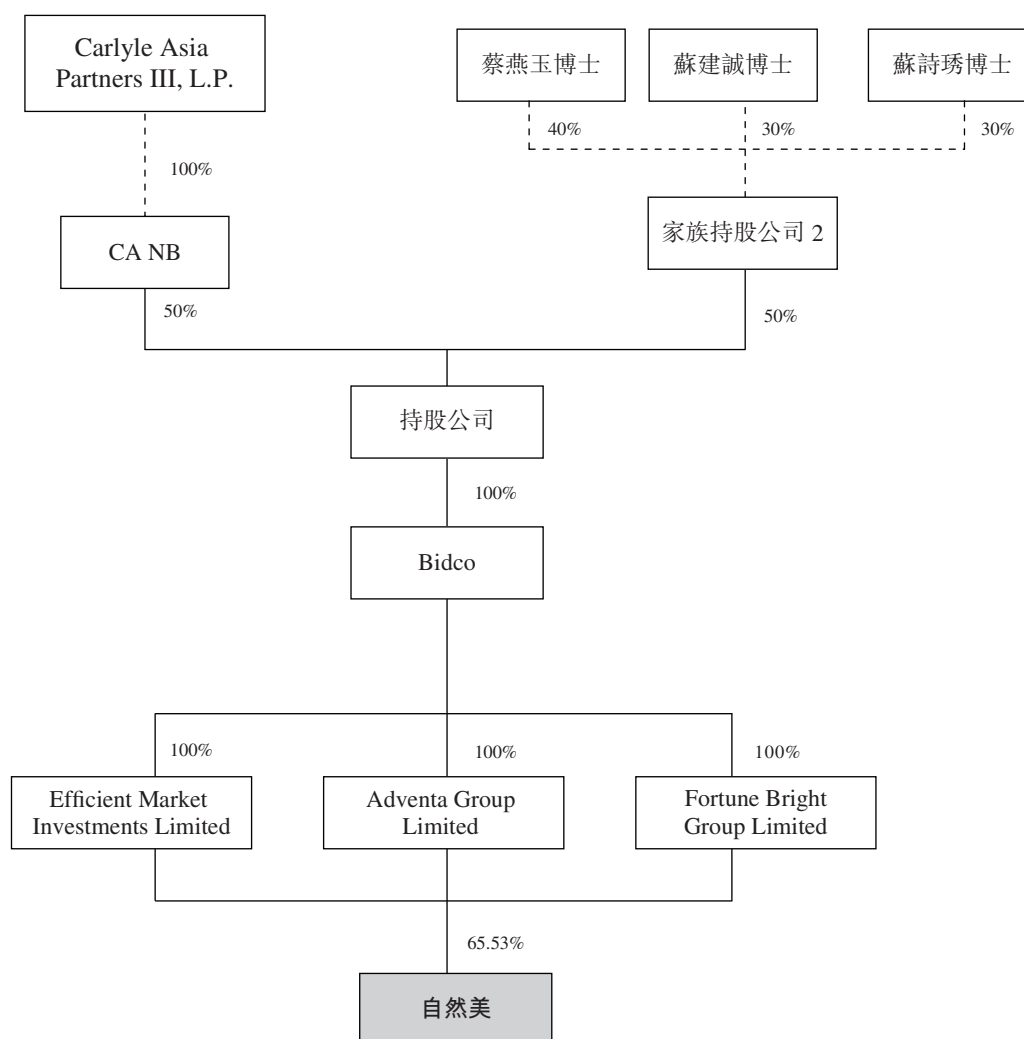 Carlyle Asia
Partners III, L.P.
蔡燕玉博士
蘇建誠博士
蘇詩琇博士
40%
30%
30%
100%
CA NB
家族持股公司 2
50%
50%
持股公司
100%
Bidco
100%
100%
100%
Efficient Market
Investments Limited
Adventa Group
Limited
Fortune Bright
Group Limited
65.53%
自然美